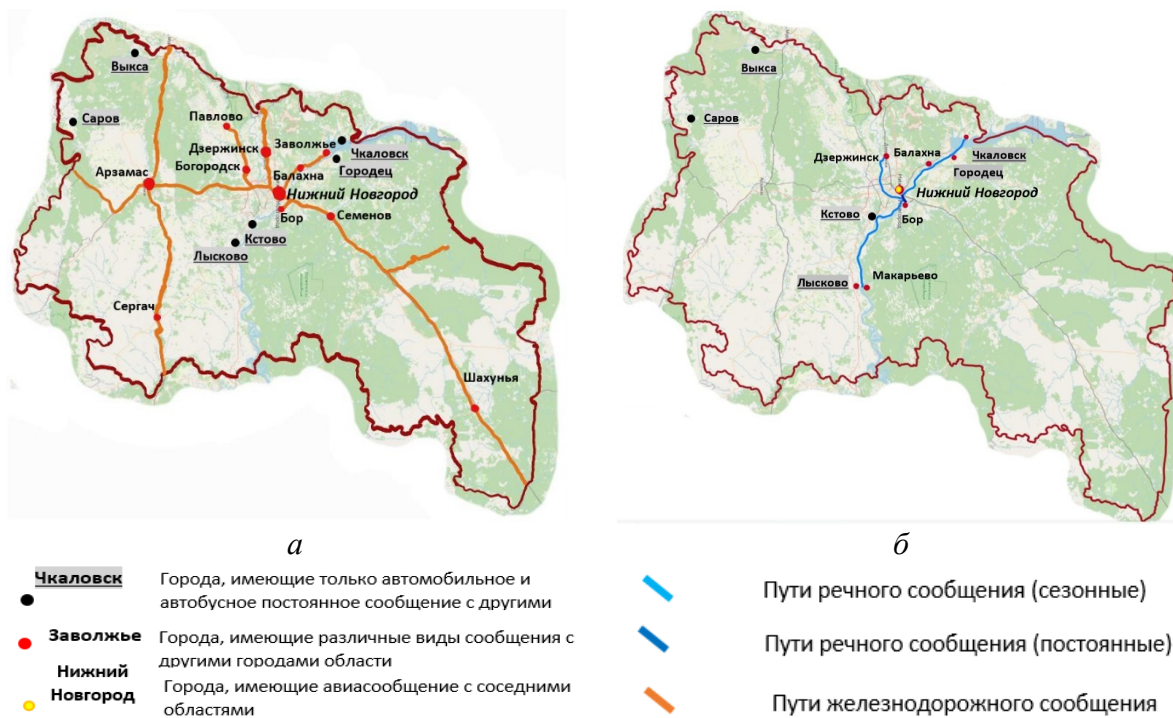 Выкса
Саров
Павлово
Дзержинск
Заволжье
Богородск
Чкаловск
Балахна
Городец
Арзамас
Нижний Новгород
Бор
Семенов
Кстово
Лысково
Сергач
Шахунья
а
Выкса
Саров
Дзержинск
Балахна
Чкаловск
Городец
Нижний Новгород
Кстово
Бор
Лысково
Макарьево
б
Чкаловск
Города, имеющие только автомобильное и
автобусное постоянное сообщение с другими
Заволжье
Города, имеющие различные виды сообщения с
другими городами области
Нижний
Новгород
Города, имеющие авиасообщение с соседними
областями
Пути речного сообщения (сезонные)
Пути речного сообщения (постоянные)
Пути железнодорожного сообщения